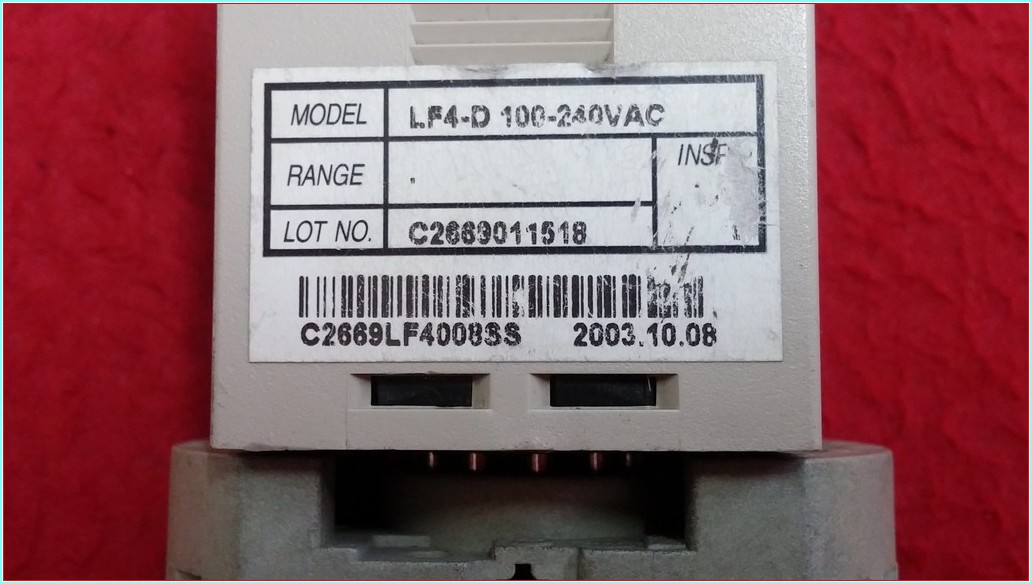 MODEL LF4-D 100-240VAC
RANGE INSP
LOT NO. C2669011518
C2669LF4008SS 2003.10.08